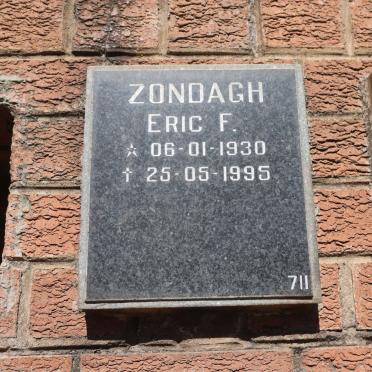 ZONDAGH
ERIC F.
☆ 06-01-1930
† 25-05-1995
711